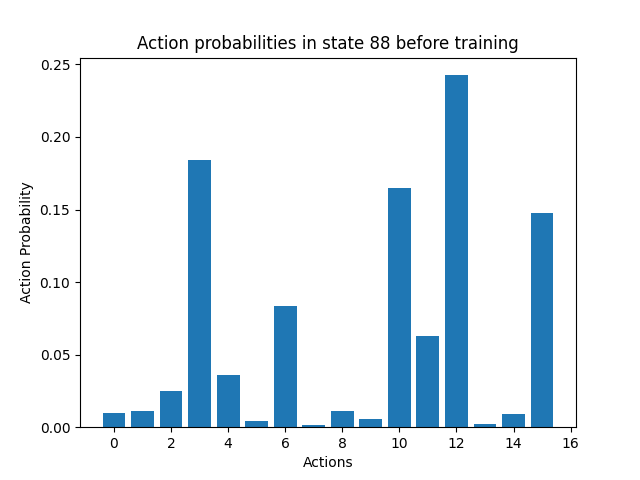 Action probabilities in state 88 before training
0.25
0.20
0.15
0.10
0.05
0.00
Action Probability
0 2 4 6 8 10 12 14 16
Actions